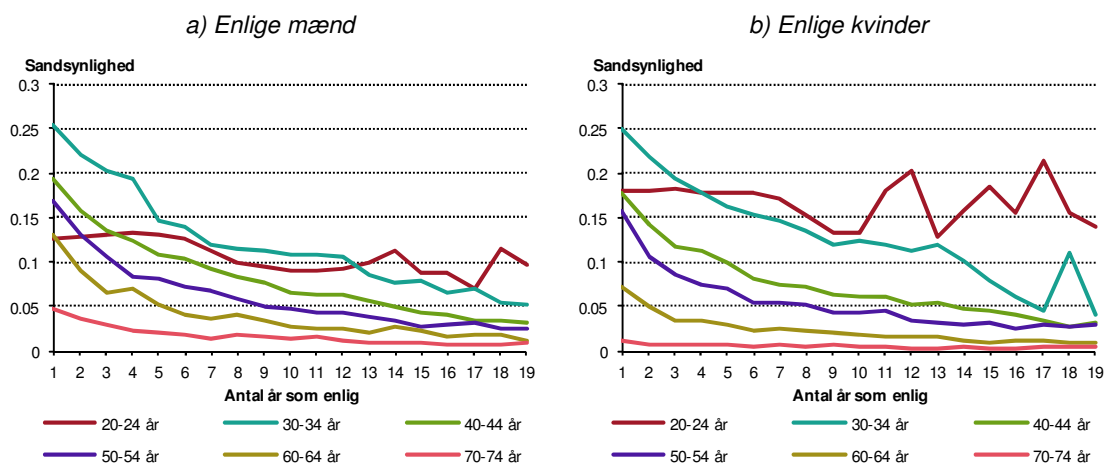 a) Enlige mænd
Sandsynlighed
0.3
0.25
0.2
0.15
0.1
0.05
0
1 2 3 4 5 6 7 8 9 10 11 12 13 14 15 16 17 18 19
Antal år som enlig
20-24 år 30-34 år 40-44 år
50-54 år 60-64 år 70-74 år
b) Enlige kvinder
Sandsynlighed
0.3
0.25
0.2
0.15
0.1
0.05
0
1 2 3 4 5 6 7 8 9 10 11 12 13 14 15 16 17 18 19
Antal år som enlig
20-24 år 30-34 år 40-44 år
50-54 år 60-64 år 70-74 år